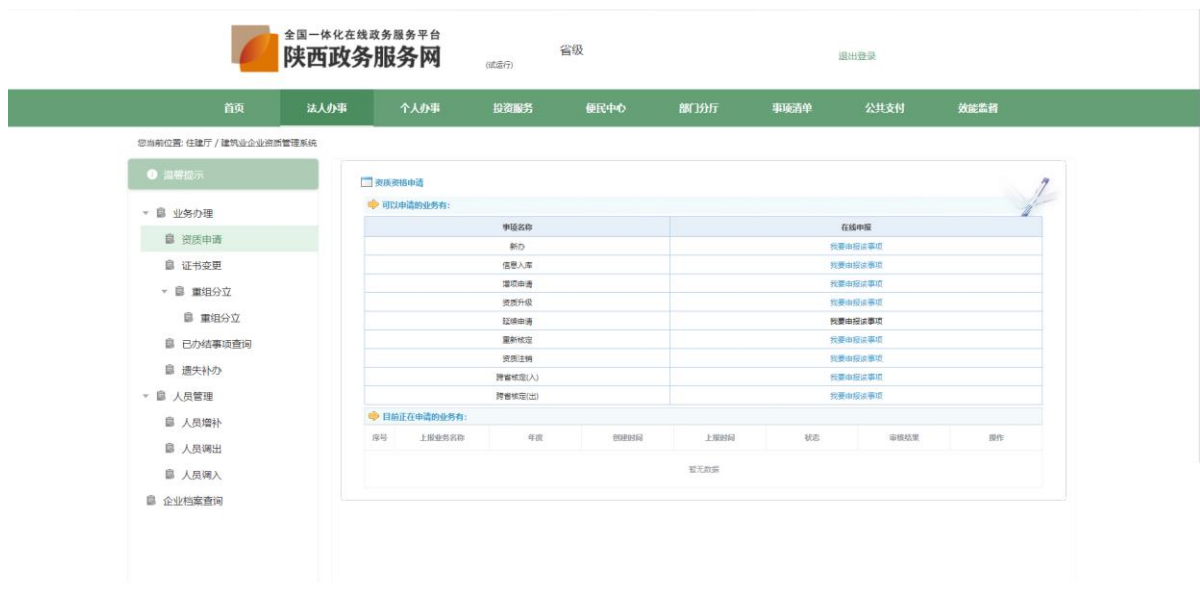 全国一体化在线政务服务平台
陕西政务服务网
(试运行)
省级
退出登录
首页 法人办事 个人办事 投资服务 便民中心 部门分厅 事项清单 公共支付 效能监督
您当前位置: 住建厅 / 建筑业企业资质管理系统
温馨提示
业务办理
资质申请
证书变更
重组分立
重组分立
已办结事项查询
遗失补办
人员管理
人员增补
人员调出
人员调入
企业档案查询
资质资格申请
可以申请的业务有:
事项名称 在线申报
新办 我要申报该事项
信息入库 我要申报该事项
增项申请 我要申报该事项
资质升级 我要申报该事项
延续申请 我要申报该事项
重新核定 我要申报该事项
资质注销 我要申报该事项
跨省核定(入) 我要申报该事项
跨省核定(出) 我要申报该事项
目前正在申请的业务有:
序号 上报业务名称 年度 创建时间 上报时间 状态 审核结果 操作
暂无数据